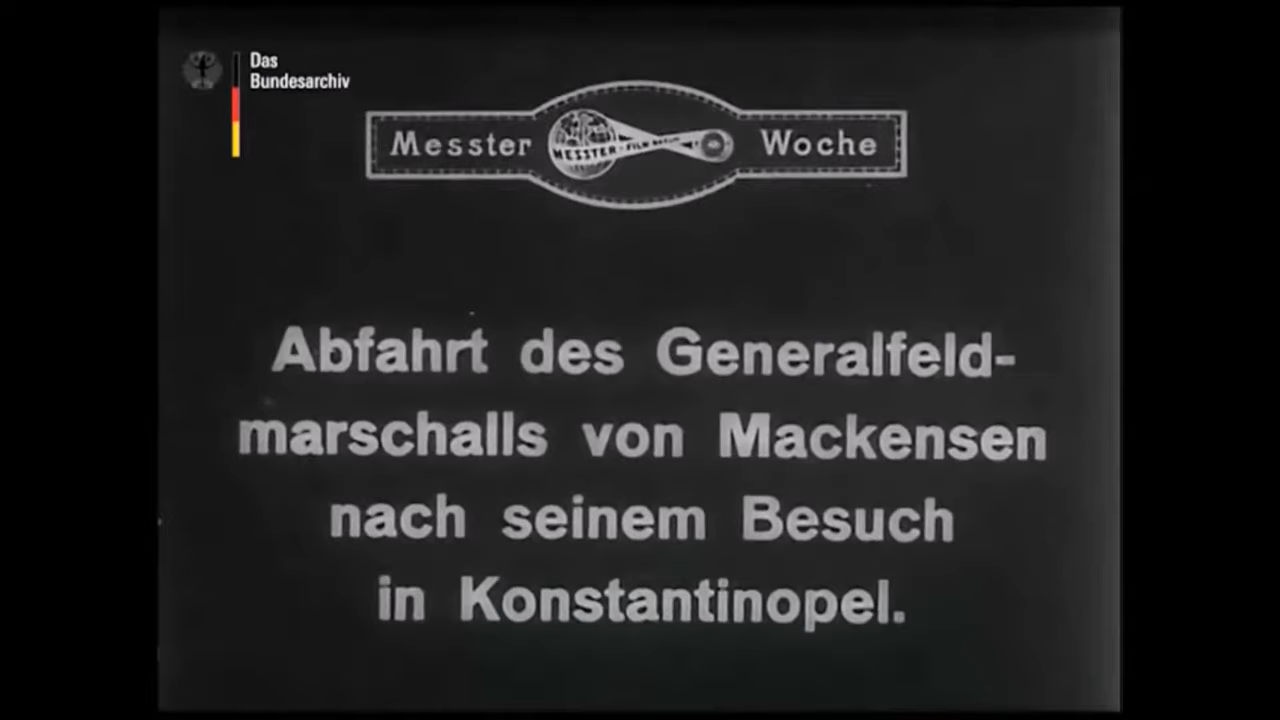 Das
Bundesarchiv
Messter
Woche
Abfahrt des Generalfeld-
marschalls von Mackensen
nach seinem Besuch
in Konstantinopel.